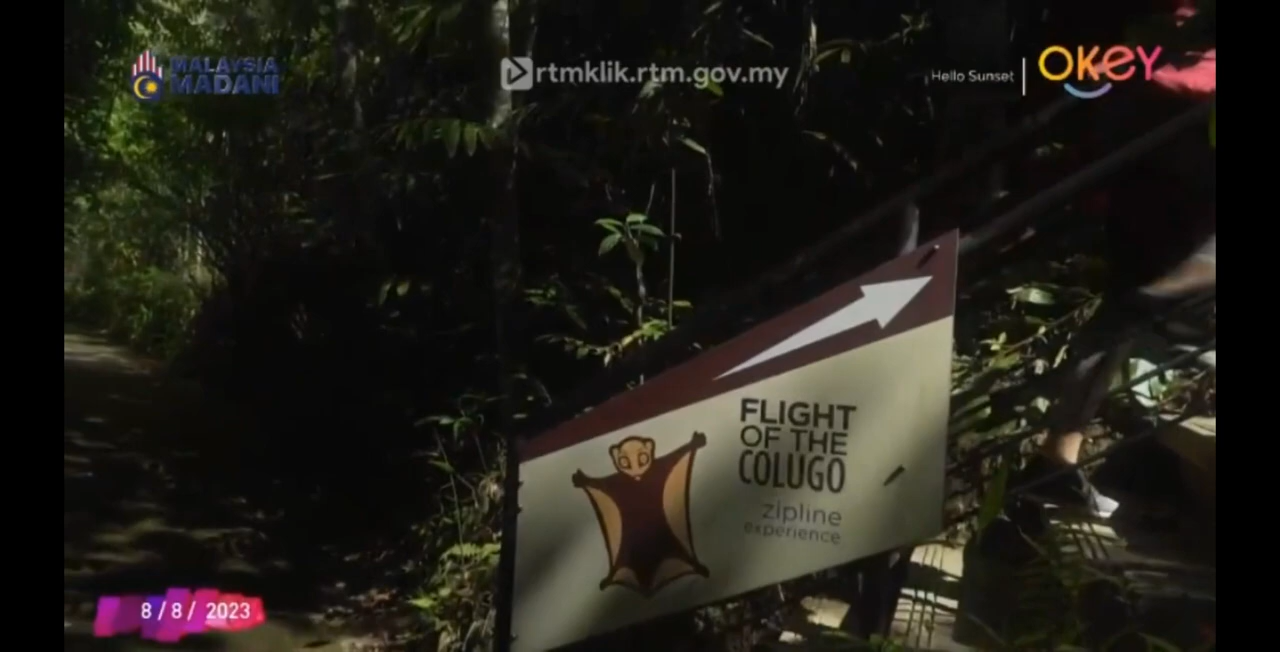 MALAYSIA
MADANI
rtmklik.rtm.gov.my
Hello Sunset
OKEY
FLIGHT
OF THE
COLUGO
zipline
experience
8/8/ 2023